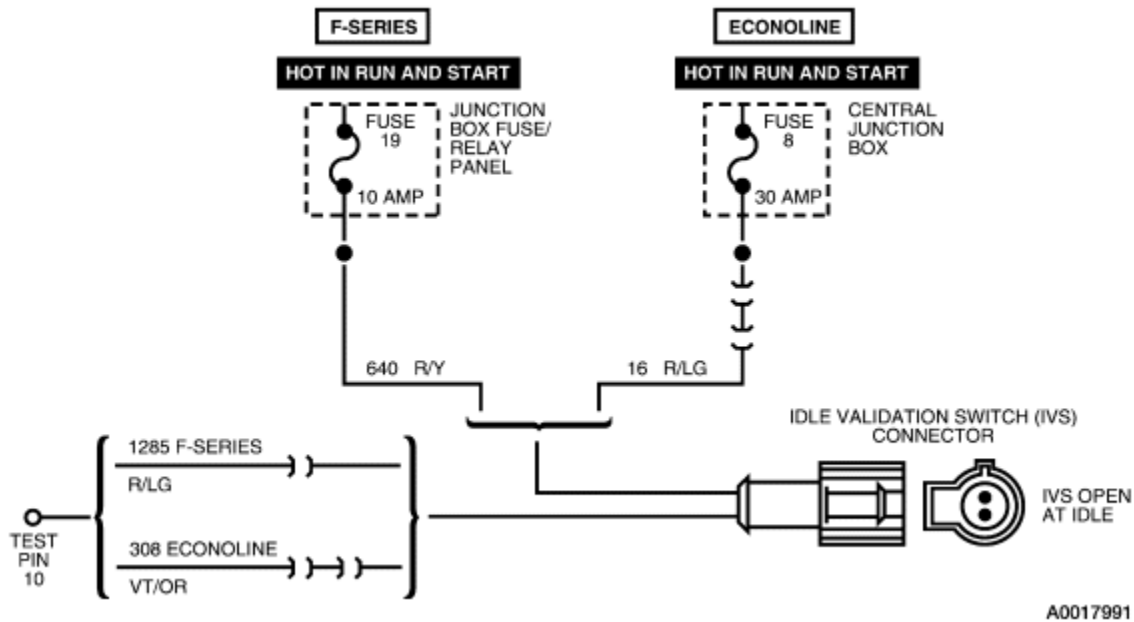 F-SERIES
HOT IN RUN AND START
FUSE
19
10 AMP
JUNCTION
BOX FUSE/
RELAY
PANEL
ECONOLINE
HOT IN RUN AND START
FUSE
8
30 AMP
CENTRAL
JUNCTION
BOX
640 R/Y
16 R/LG
IDLE VALIDATION SWITCH (IVS)
CONNECTOR
IVS OPEN
AT IDLE
1285 F-SERIES
R/LG
308 ECONOLINE
VT/OR
TEST
PIN
10
A0017991